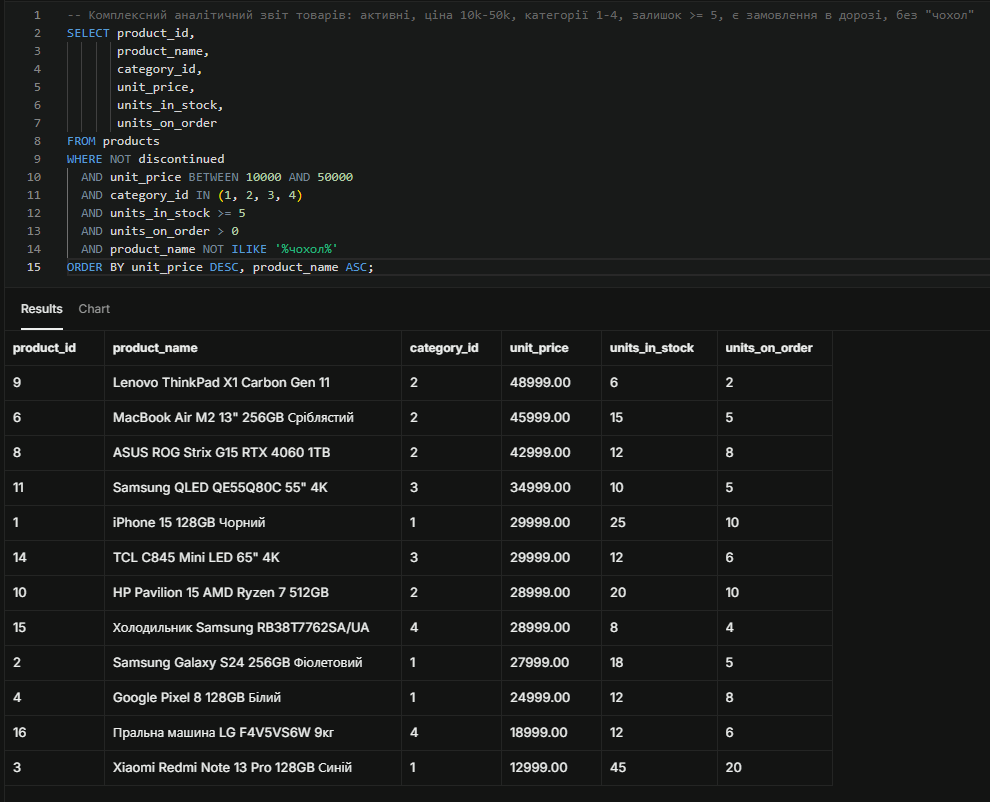 1 -- Комплексний аналітичний звіт товарів: активні, ціна 10k-50k, категорії 1-4, залишок >= 5, є замовлення в дорозі, без "чохол"
2 SELECT product_id,
3 product_name,
4 category_id,
5 unit_price,
6 units_in_stock,
7 units_on_order
8 FROM products
9 WHERE NOT discontinued
10 AND unit_price BETWEEN 10000 AND 50000
11 AND category_id IN (1, 2, 3, 4)
12 AND units_in_stock >= 5
13 AND units_on_order > 0
14 AND product_name NOT ILIKE '%чохол%'
15 ORDER BY unit_price DESC, product_name ASC;
Results Chart
product_id product_name category_id unit_price units_in_stock units_on_order
9 Lenovo ThinkPad X1 Carbon Gen 11 2 48999.00 6 2
6 MacBook Air M2 13" 256GB Сріблястий 2 45999.00 15 5
8 ASUS ROG Strix G15 RTX 4060 1TB 2 42999.00 12 8
11 Samsung QLED QE55Q80C 55" 4K 3 34999.00 10 5
1 iPhone 15 128GB Чорний 1 29999.00 25 10
14 TCL C845 Mini LED 65" 4K 3 29999.00 12 6
10 HP Pavilion 15 AMD Ryzen 7 512GB 2 28999.00 20 10
15 Холодильник Samsung RB38T7762SA/UA 4 28999.00 8 4
2 Samsung Galaxy S24 256GB Фіолетовий 1 27999.00 18 5
4 Google Pixel 8 128GB Білий 1 24999.00 12 8
16 Пральна машина LG F4V5VS6W 9кг 4 18999.00 12 6
3 Xiaomi Redmi Note 13 Pro 128GB Синій 1 12999.00 45 20